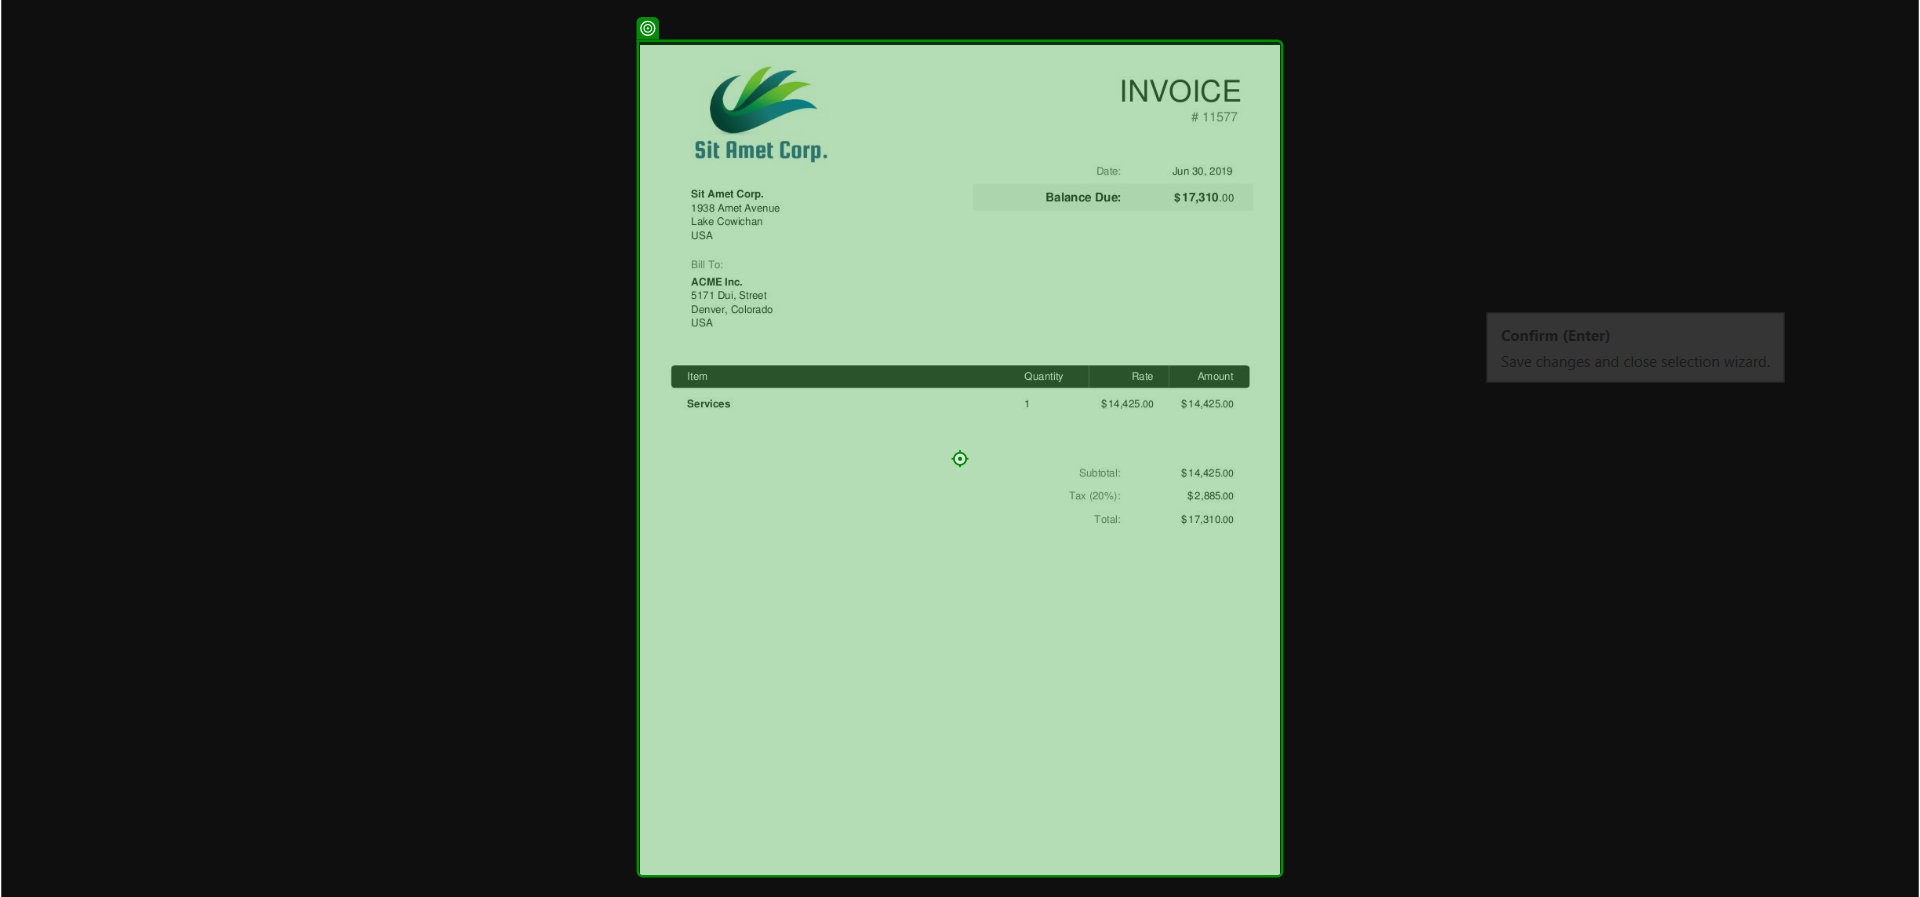 Sit Amet Corp.
INVOICE
# 11577
Date: Jun 30, 2019
Balance Due: $17,310.00
Sit Amet Corp.
1938 Amet Avenue
Lake Cowichan
USA
Bill To:
ACME Inc.
5171 Dui, Street
Denver, Colorado
USA
Item Quantity Rate Amount
Services 1 $14,425.00 $14,425.00
Subtotal: $14,425.00
Tax (20%): $2,885.00
Total: $17,310.00
Confirm (Enter)
Save changes and close selection wizard.